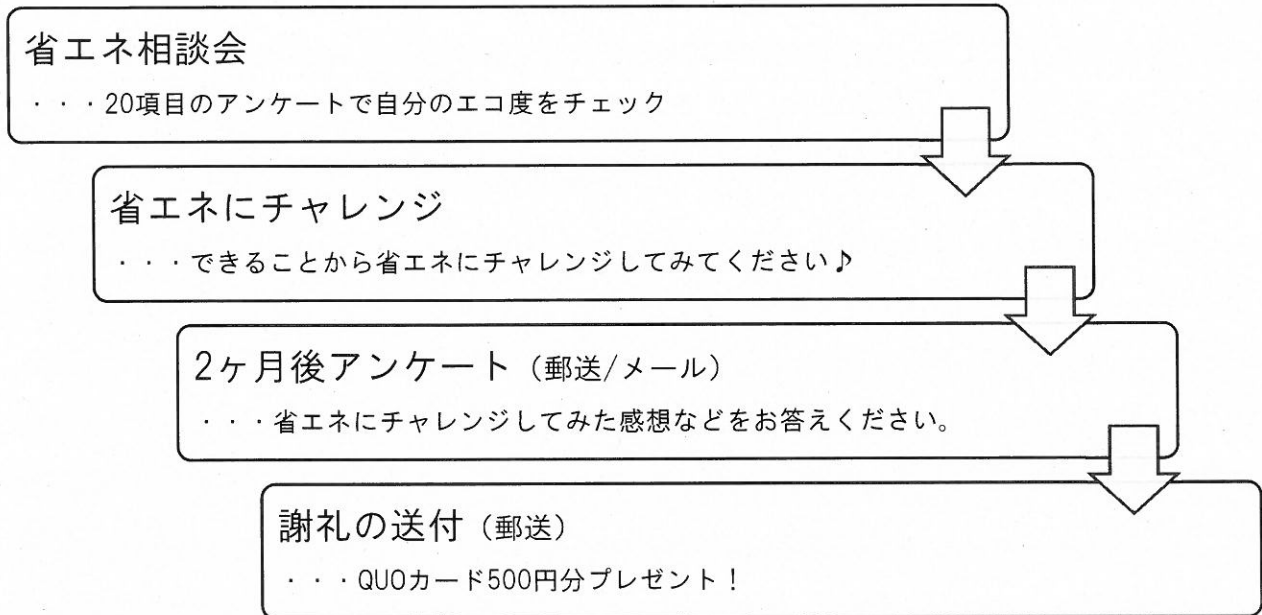 省エネ相談会
・・・20項目のアンケートで自分のエコ度をチェック
省エネにチャレンジ
・・・できることから省エネにチャレンジしてみてください♪
2ヶ月後アンケート（郵送/メール）
・・・省エネにチャレンジしてみた感想などをお答えください。
謝礼の送付（郵送）
・・・QUOカード500円分プレゼント！